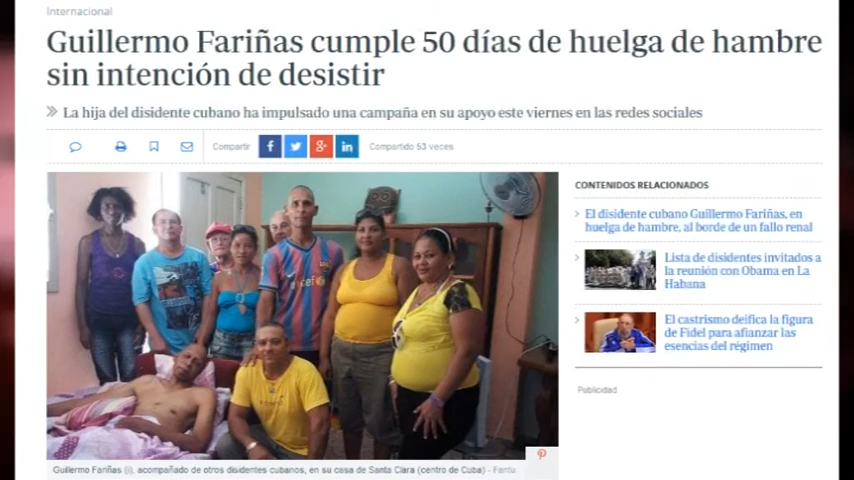 Internacional
Guillermo Fariñas cumple 50 días de huelga de hambre
sin intención de desistir
La hija del disidente cubano ha impulsado una campaña en su apoyo este viernes en las redes sociales
Compartir
Compartido 53 veces
CONTENIDOS RELACIONADOS
El disidente cubano Guillermo Fariñas, en
huelga de hambre, al borde de un fallo renal
Lista de disidentes invitados a
la reunión con Obama en La
Habana
El castrismo deifica la figura
de Fidel para afianzar las
esencias del régimen
Publicidad
unicef
Guillermo Fariñas (i), acompañado de otros disidentes cubanos, en su casa de Santa Clara (centro de Cuba) - Fantu